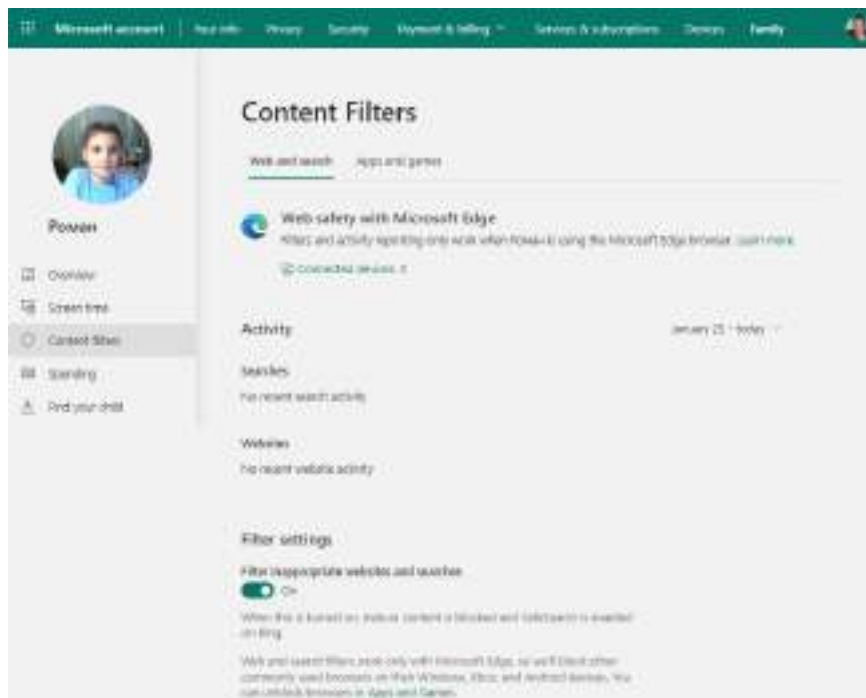 Microsoft account
Your info
Privacy
Security
Payment & billing
Services & subscriptions
Devices
Family
Content Filters
Web and search
Apps and games
Роман
Web safety with Microsoft Edge
Filters and activity reporting only work when Роман is using the Microsoft Edge browser. Learn more
Connected devices:
Overview
Screen time
Content filters
Spending
Find your child
Activity
January 25 - today
Searches
No recent search activity
Websites
No recent website activity
Filter settings
Filter inappropriate websites and searches
On
When this is turned on, mature content is blocked and SafeSearch is enabled
on Bing.
Web and search filters work only with Microsoft Edge, so we'll block other
commonly used browsers on their Windows, Xbox, and Android devices. You
can unblock browsers in Apps and Games.